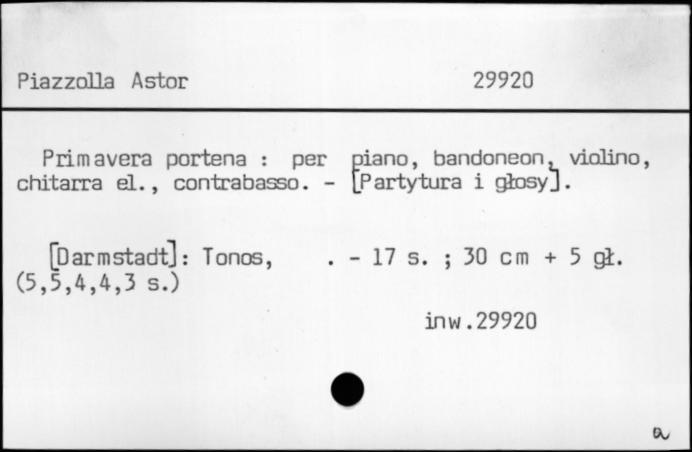 Piazzolla Astor 29920
Primavera portena : per piano, bandoneon, violino,
chitarra el., contrabasso. - [Partytura i głosy].
[Darmstadt]: Tonos, . - 17 s. ; 30 cm + 5 gł.
(5,5,4,4,3 s.)
inw.29920